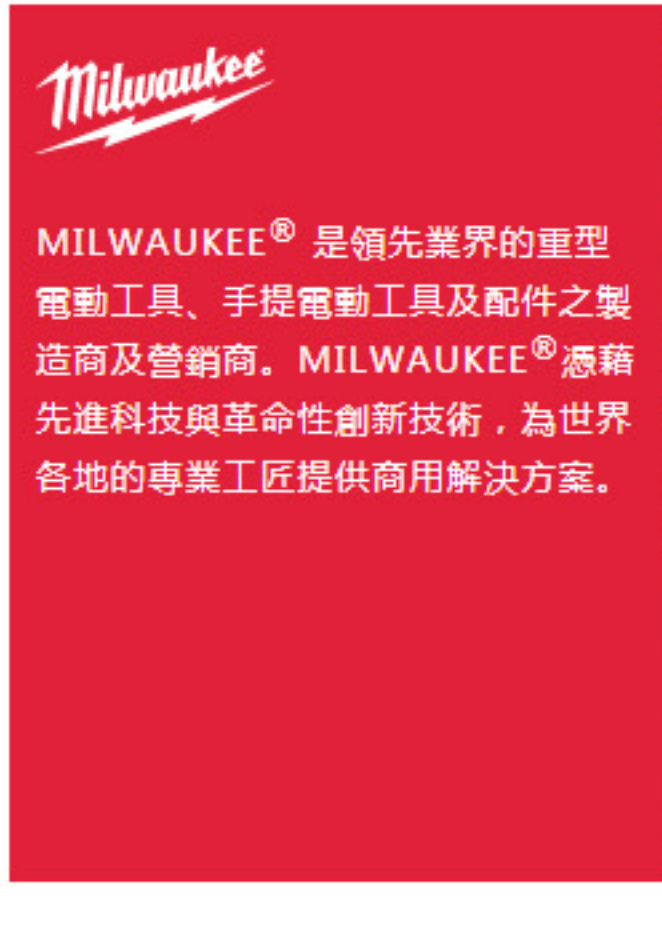 Milwaukee
MILWAUKEE® 是領先業界的重型
電動工具、手提電動工具及配件之製
造商及營銷商。MILWAUKEE®憑藉
先進科技與革命性創新技術，為世界
各地的專業工匠提供商用解決方案。